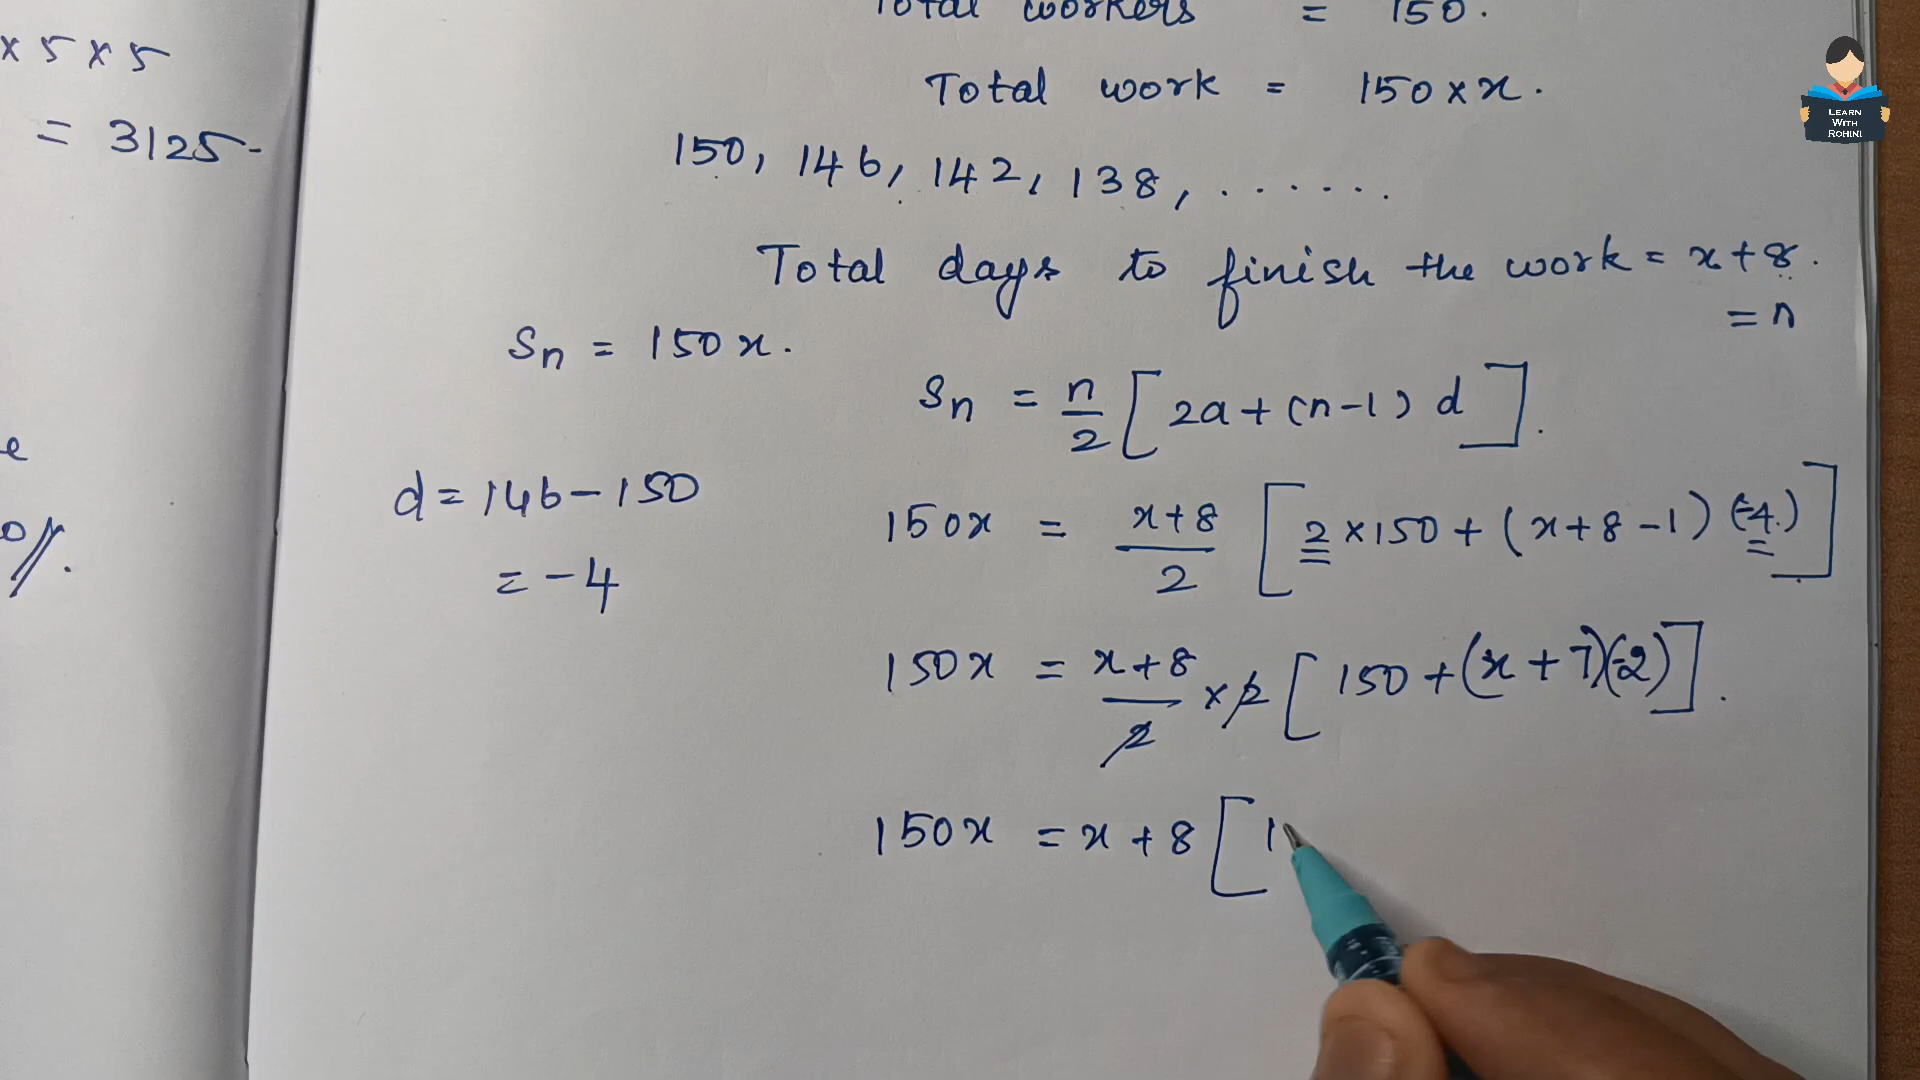 × 5 × 5
= 3125.
e
0%.
Total workers = 150.
Total work = 150 × x.
150, 146, 142, 138, ......
Total days to finish the work = x+8.
= n
Sn = 150x.
Sn = n/2 [2a + (n-1) d].
d = 146 - 150
= -4
150x = x+8/2 [2 × 150 + (x+8-1) (-4)]
150x = x+8/2 × 2 [150 + (x+7)(-2)].
150x = x+8 [1
LEARN
WITH
ROHINI